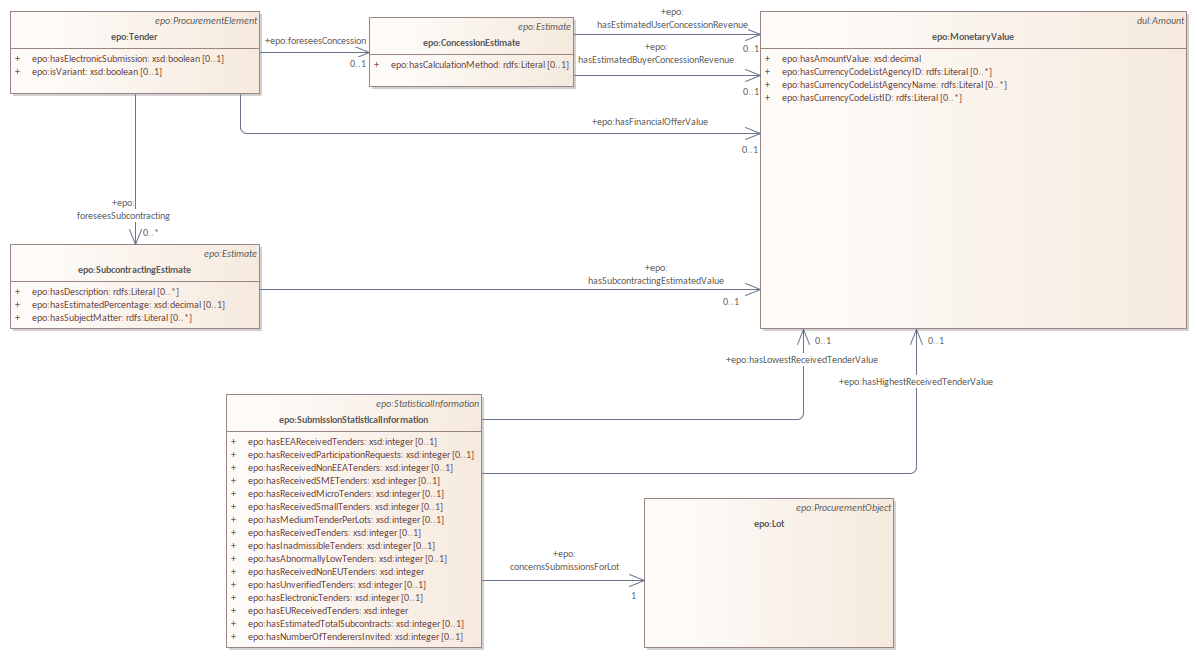 epo:ProcurementElement
epo:Tender
+ epo:hasElectronicSubmission: xsd:boolean [0..1]
+ epo:isVariant: xsd:boolean [0..1]
+epo:foreseesConcession
0..1
epo:Estimate
epo:ConcessionEstimate
+ epo:hasCalculationMethod: rdfs:Literal [0..1]
+epo:
hasEstimatedUserConcessionRevenue
0..1
+epo:
hasEstimatedBuyerConcessionRevenue
0..1
dul:Amount
epo:MonetaryValue
+ epo:hasAmountValue: xsd:decimal
+ epo:hasCurrencyCodeListAgencyID: rdfs:Literal [0..*]
+ epo:hasCurrencyCodeListAgencyName: rdfs:Literal [0..*]
+ epo:hasCurrencyCodeListID: rdfs:Literal [0..*]
+epo:hasFinancialOfferValue
0..1
+epo:
foreseesSubcontracting
0..*
epo:Estimate
epo:SubcontractingEstimate
+ epo:hasDescription: rdfs:Literal [0..*]
+ epo:hasEstimatedPercentage: xsd:decimal [0..1]
+ epo:hasSubjectMatter: rdfs:Literal [0..*]
+epo:
hasSubcontractingEstimatedValue
0..1
0..1
+epo:hasLowestReceivedTenderValue
0..1
+epo:hasHighestReceivedTenderValue
epo:StatisticalInformation
epo:SubmissionStatisticalInformation
+ epo:hasEEAReceivedTenders: xsd:integer [0..1]
+ epo:hasReceivedParticipationRequests: xsd:integer [0..1]
+ epo:hasReceivedNonEEATenders: xsd:integer [0..1]
+ epo:hasReceivedSMETenders: xsd:integer [0..1]
+ epo:hasReceivedMicroTenders: xsd:integer [0..1]
+ epo:hasReceivedSmallTenders: xsd:integer [0..1]
+ epo:hasMediumTenderPerLots: xsd:integer [0..1]
+ epo:hasReceivedTenders: xsd:integer [0..1]
+ epo:hasInadmissibleTenders: xsd:integer [0..1]
+ epo:hasAbnormallyLowTenders: xsd:integer [0..1]
+ epo:hasReceivedNonEUTenders: xsd:integer
+ epo:hasUnverifiedTenders: xsd:integer [0..1]
+ epo:hasElectronicTenders: xsd:integer [0..1]
+ epo:hasEUReceivedTenders: xsd:integer
+ epo:hasEstimatedTotalSubcontracts: xsd:integer [0..1]
+ epo:hasNumberOfTenderersInvited: xsd:integer [0..1]
+epo:
concernsSubmissionsForLot
1
epo:ProcurementObject
epo:Lot